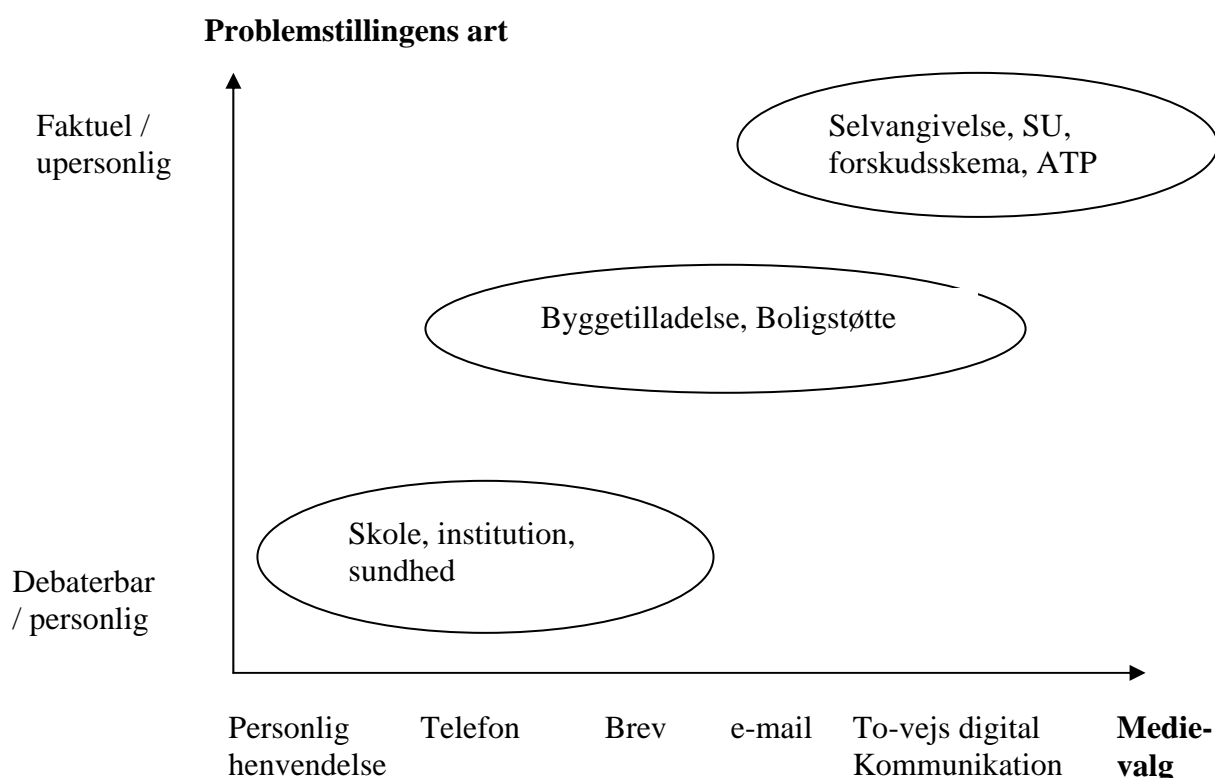 Problemstillingens art
Faktuel /
upersonlig
Selvangivelse, SU,
forskudsskema, ATP
Byggetilladelse, Boligstøtte
Skole, institution,
sundhed
Debaterbar
/ personlig
Personlig
henvendelse
Telefon
Brev
e-mail
To-vejs digital
Kommunikation
Medie-
valg